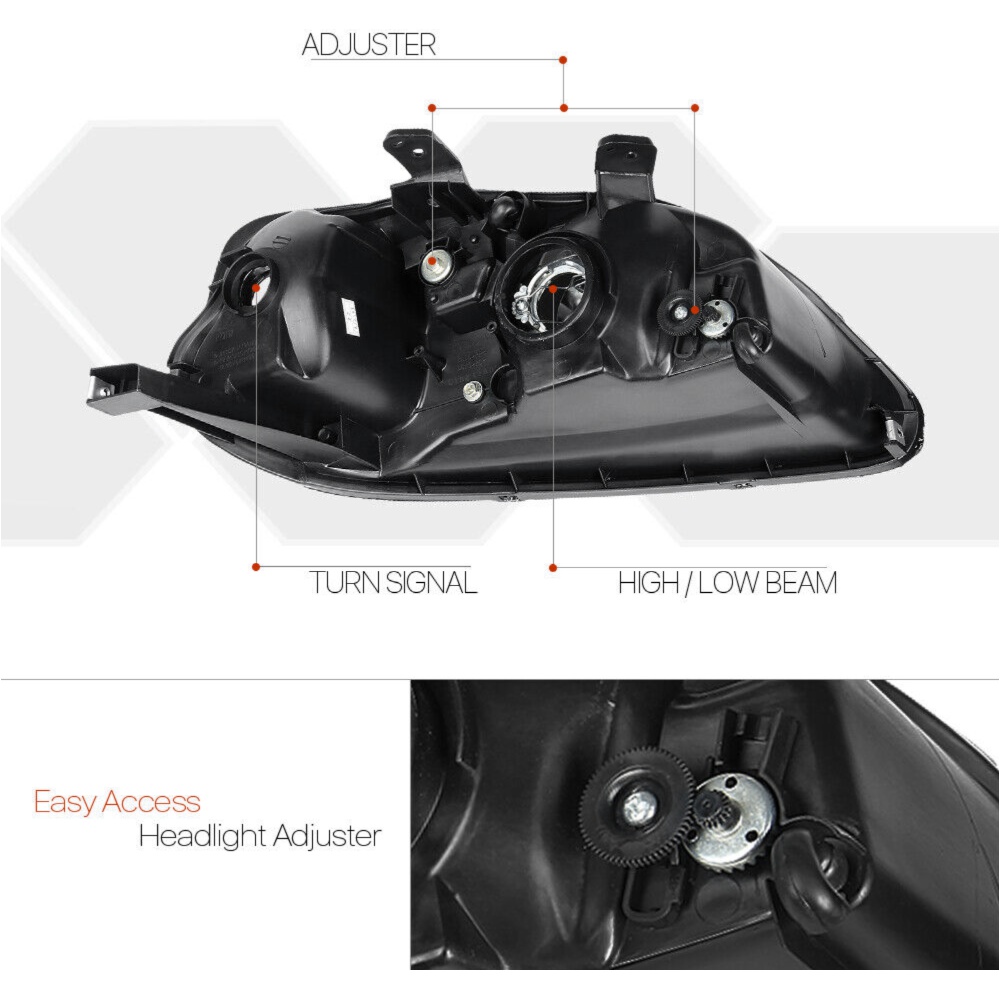 ADJUSTER
TURN SIGNAL
HIGH / LOW BEAM
Easy Access
Headlight Adjuster